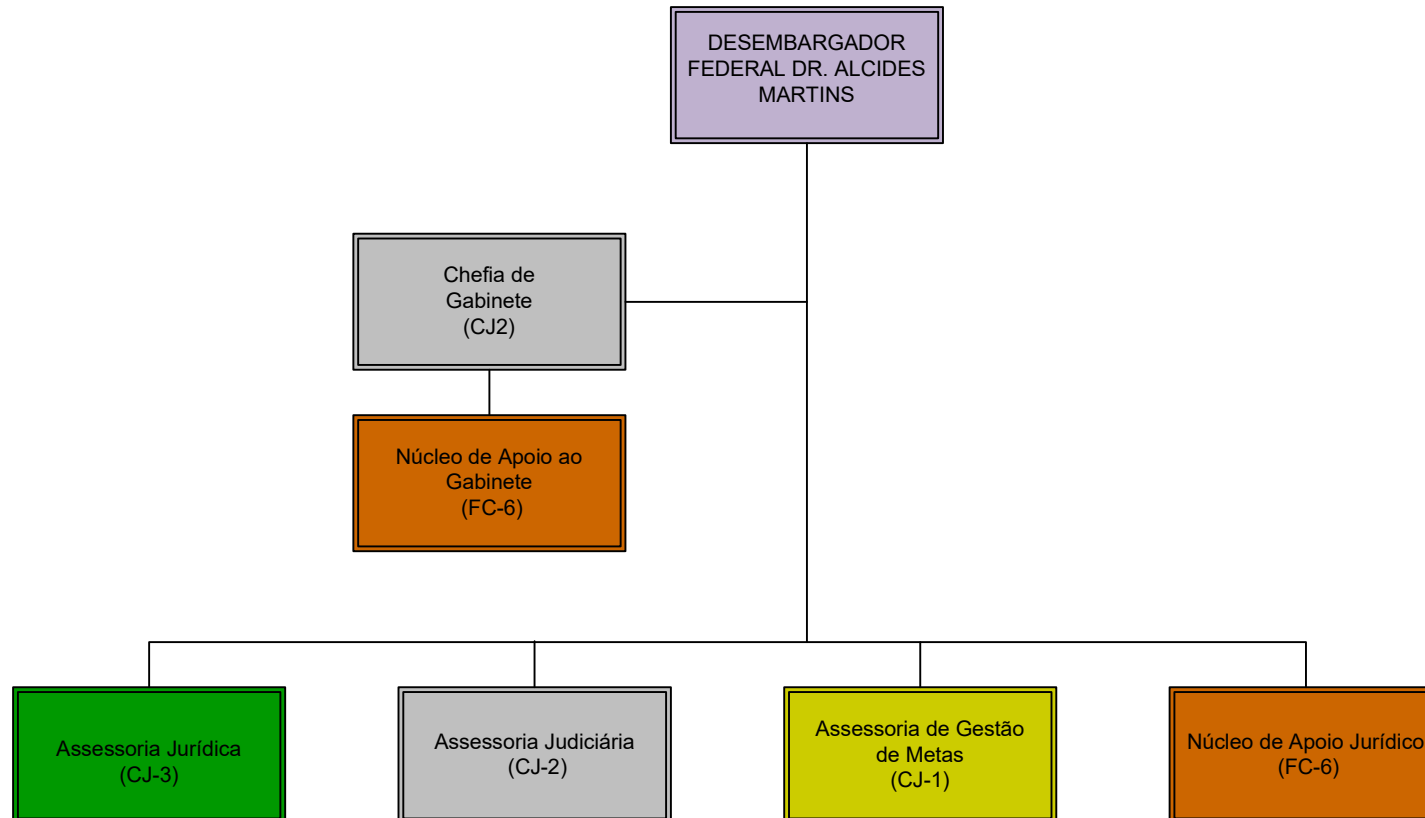 DESEMBARGADOR
FEDERAL DR. ALCIDES
MARTINS
Chefia de
Gabinete
(CJ2)
Núcleo de Apoio ao
Gabinete
(FC-6)
Assessoria Jurídica
(CJ-3)
Assessoria Judiciária
(CJ-2)
Assessoria de Gestão
de Metas
(CJ-1)
Núcleo de Apoio Jurídico
(FC-6)